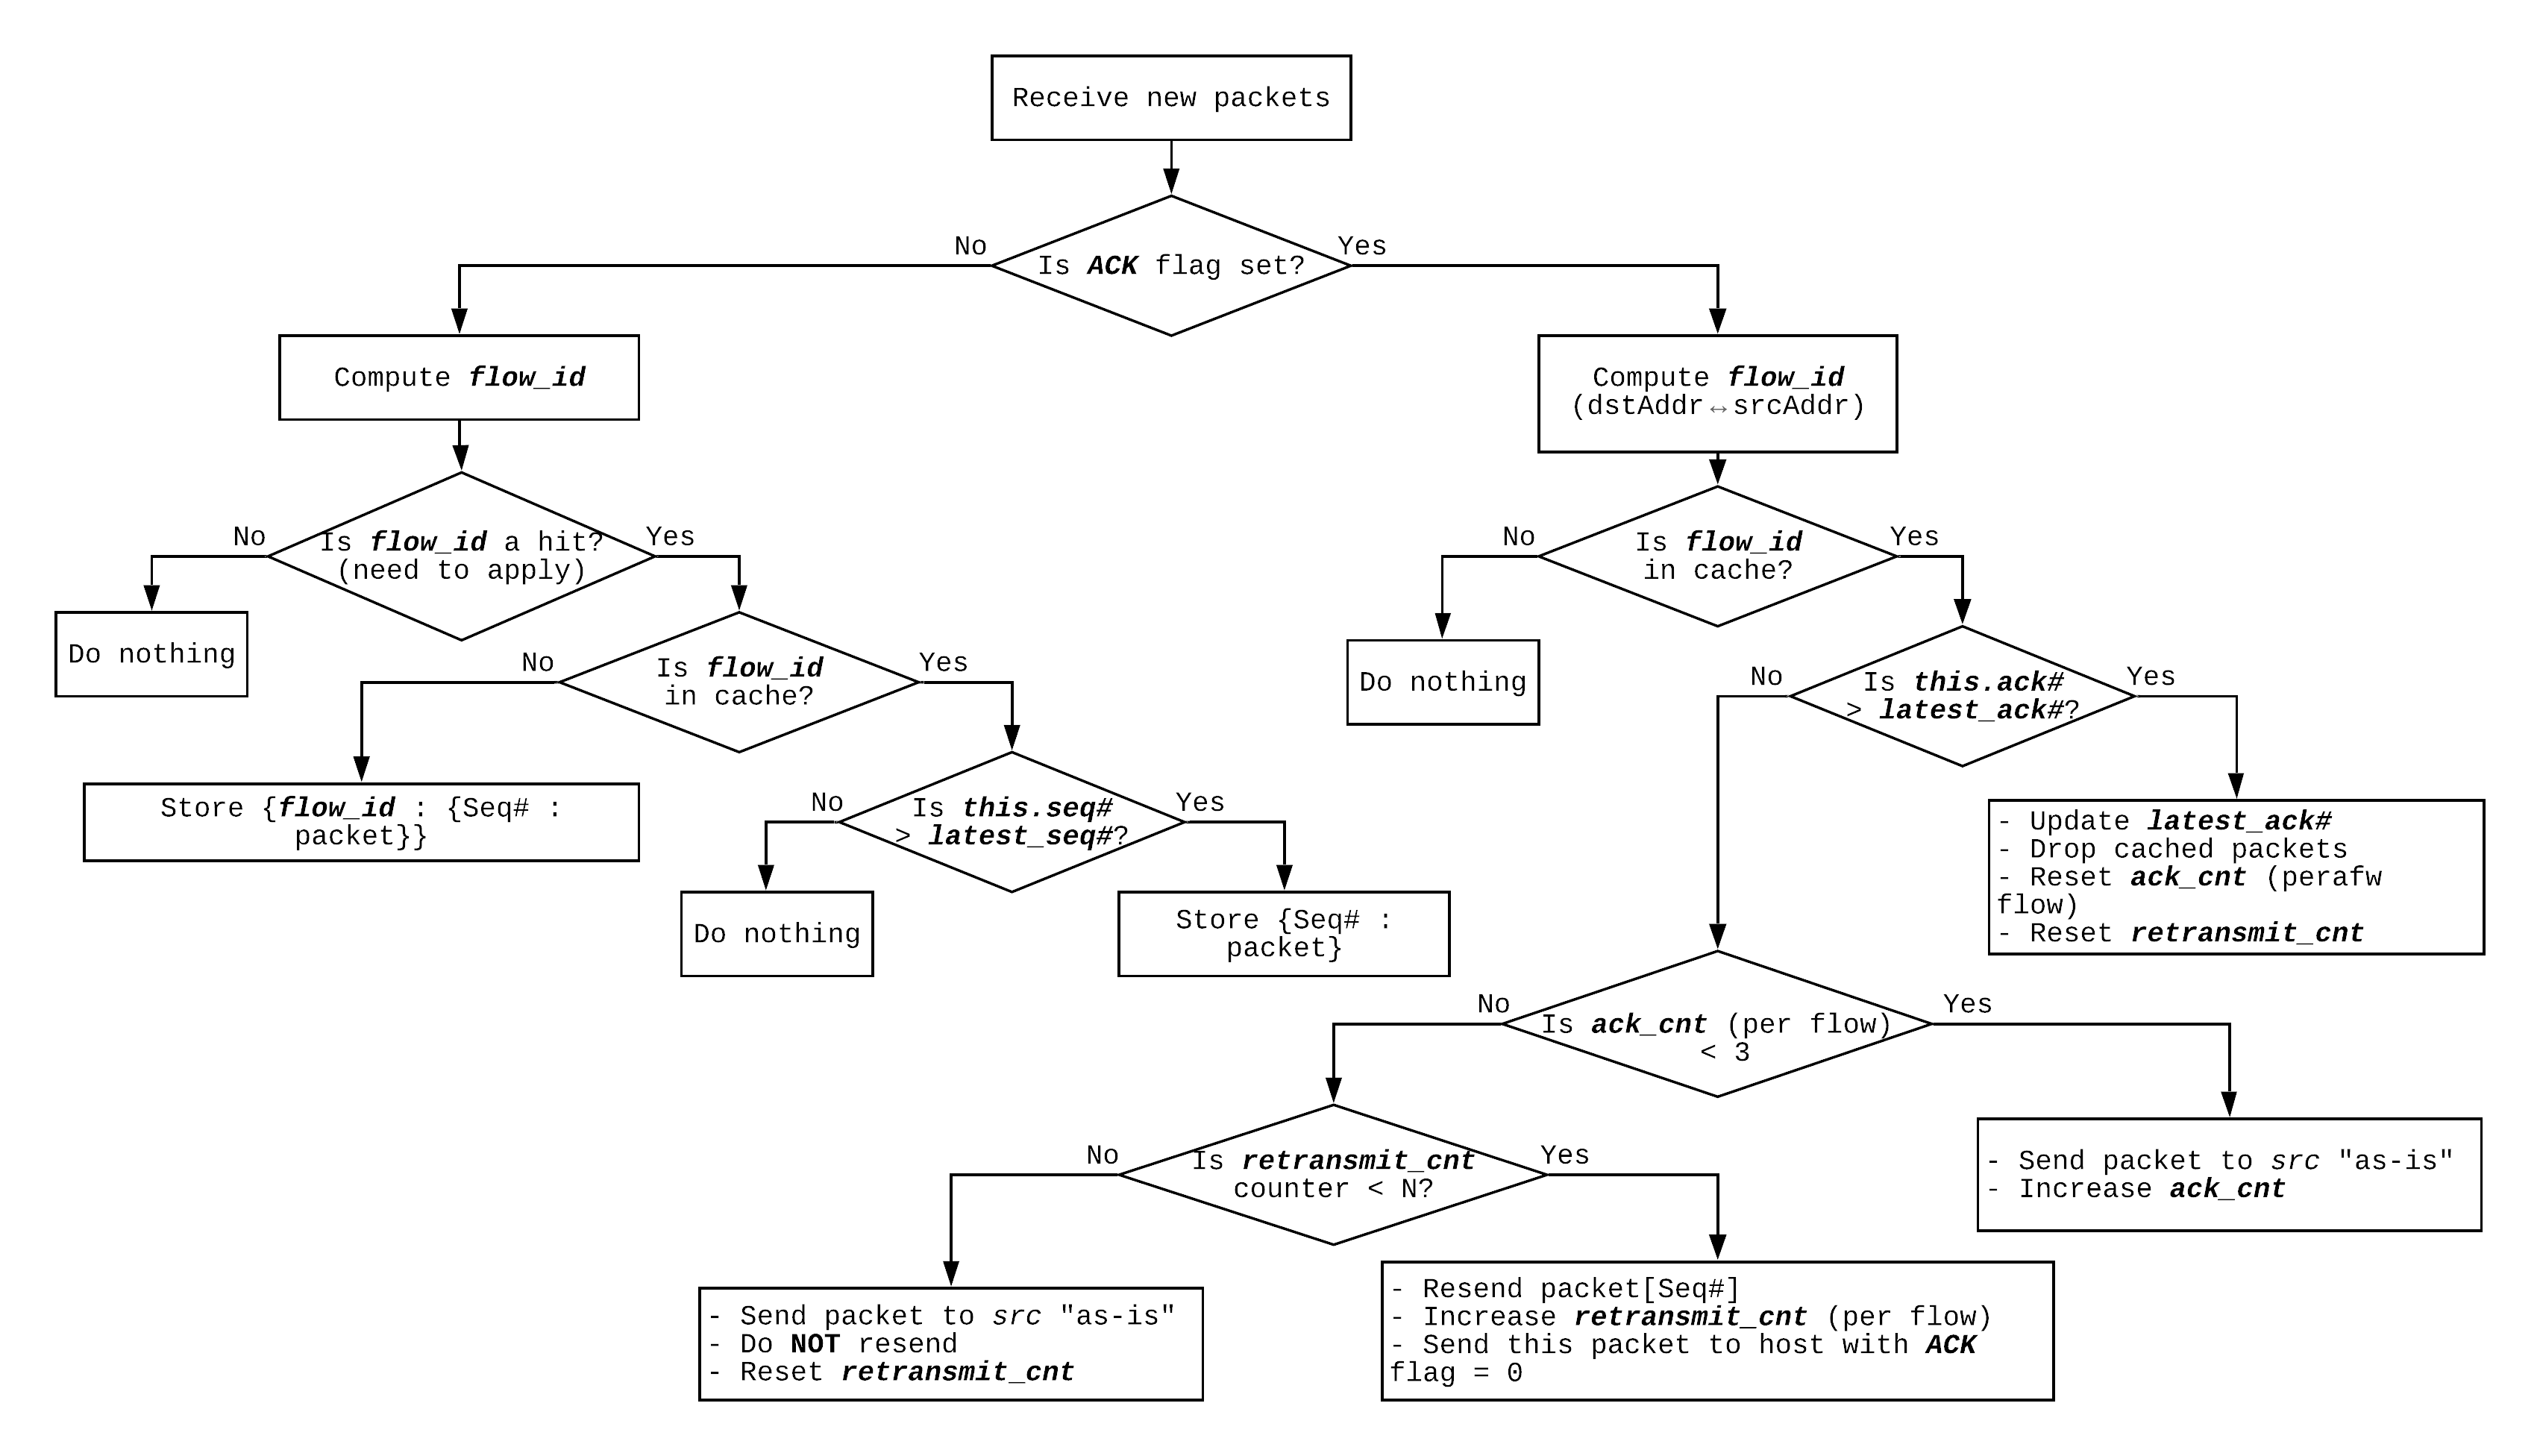 Receive new packets
No
Yes
Is ACK flag set?
Compute flow_id
Compute flow_id
(dstAddr↔srcAddr)
No
Is flow_id a hit?
(need to apply)
Yes
No
Is flow_id
in cache?
Yes
Do nothing
No
Is flow_id
in cache?
Yes
Do nothing
No
Is this.ack#
> latest_ack#?
Yes
Store {flow_id : {Seq# :
packet}}
No
Is this.seq#
> latest_seq#?
Yes
- Update latest_ack#
- Drop cached packets
- Reset ack_cnt (perafw
flow)
- Reset retransmit_cnt
Do nothing
Store {Seq# :
packet}
No
Is ack_cnt (per flow)
< 3
Yes
No
Is retransmit_cnt
counter < N?
Yes
- Send packet to src "as-is"
- Increase ack_cnt
- Send packet to src "as-is"
- Do NOT resend
- Reset retransmit_cnt
- Resend packet[Seq#]
- Increase retransmit_cnt (per flow)
- Send this packet to host with ACK
flag = 0